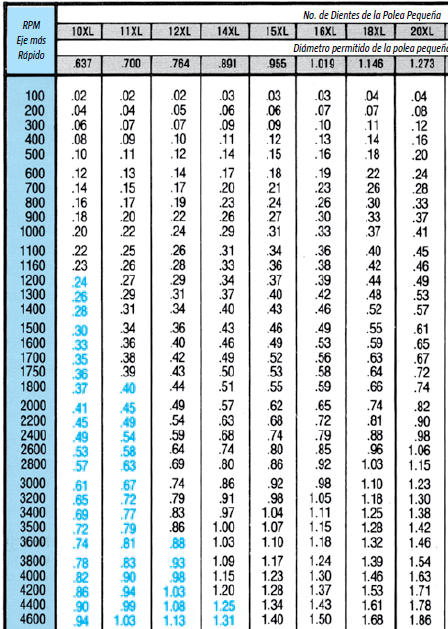 RPM
Eje más
Rápido
No. de Dientes de la Polea Pequeña
10XL 11XL 12XL 14XL 15XL 16XL 18XL 20XL
Diámetro permitido de la polea pequeña
.637 .700 .764 .891 .955 1.019 1.146 1.273
100 .02 .02 .02 .03 .03 .03 .04 .04
200 .04 .04 .05 .06 .06 .07 .07 .08
300 .06 .07 .07 .09 .09 .10 .11 .12
400 .08 .09 .10 .11 .12 .13 .14 .16
500 .10 .11 .12 .14 .15 .16 .18 .20
600 .12 .13 .14 .17 .18 .19 .22 .24
700 .14 .15 .17 .20 .21 .23 .26 .28
800 .16 .17 .19 .23 .24 .26 .30 .33
900 .18 .20 .22 .26 .27 .30 .33 .37
1000 .20 .22 .24 .29 .31 .33 .37 .41
1100 .22 .25 .26 .31 .34 .36 .40 .45
1160 .23 .26 .28 .33 .36 .38 .42 .46
1200 .24 .27 .29 .34 .37 .39 .44 .49
1300 .26 .29 .31 .37 .40 .42 .48 .53
1400 .28 .31 .34 .40 .43 .46 .52 .57
1500 .30 .34 .36 .43 .46 .49 .55 .61
1600 .33 .36 .40 .46 .49 .53 .59 .65
1700 .35 .38 .42 .49 .52 .56 .63 .67
1750 .36 .39 .43 .50 .53 .58 .64 .72
1800 .37 .40 .44 .51 .55 .59 .66 .74
2000 .41 .45 .49 .57 .62 .65 .74 .82
2200 .45 .49 .54 .63 .68 .72 .81 .90
2400 .49 .54 .59 .68 .74 .79 .88 .98
2600 .53 .58 .64 .74 .80 .85 .96 1.06
2800 .57 .63 .69 .80 .86 .92 1.03 1.15
3000 .61 .67 .74 .86 .92 .98 1.10 1.23
3200 .65 .72 .79 .91 .98 1.05 1.18 1.30
3400 .69 .77 .83 .97 1.04 1.11 1.25 1.38
3500 .72 .79 .86 1.00 1.07 1.15 1.28 1.42
3600 .74 .81 .88 1.03 1.10 1.18 1.32 1.46
3800 .78 .83 .93 1.09 1.17 1.24 1.39 1.54
4000 .82 .90 .98 1.15 1.23 1.30 1.46 1.63
4200 .86 .94 1.03 1.20 1.28 1.37 1.53 1.71
4400 .90 .99 1.08 1.25 1.34 1.43 1.61 1.78
4600 .94 1.03 1.13 1.31 1.40 1.50 1.68 1.86